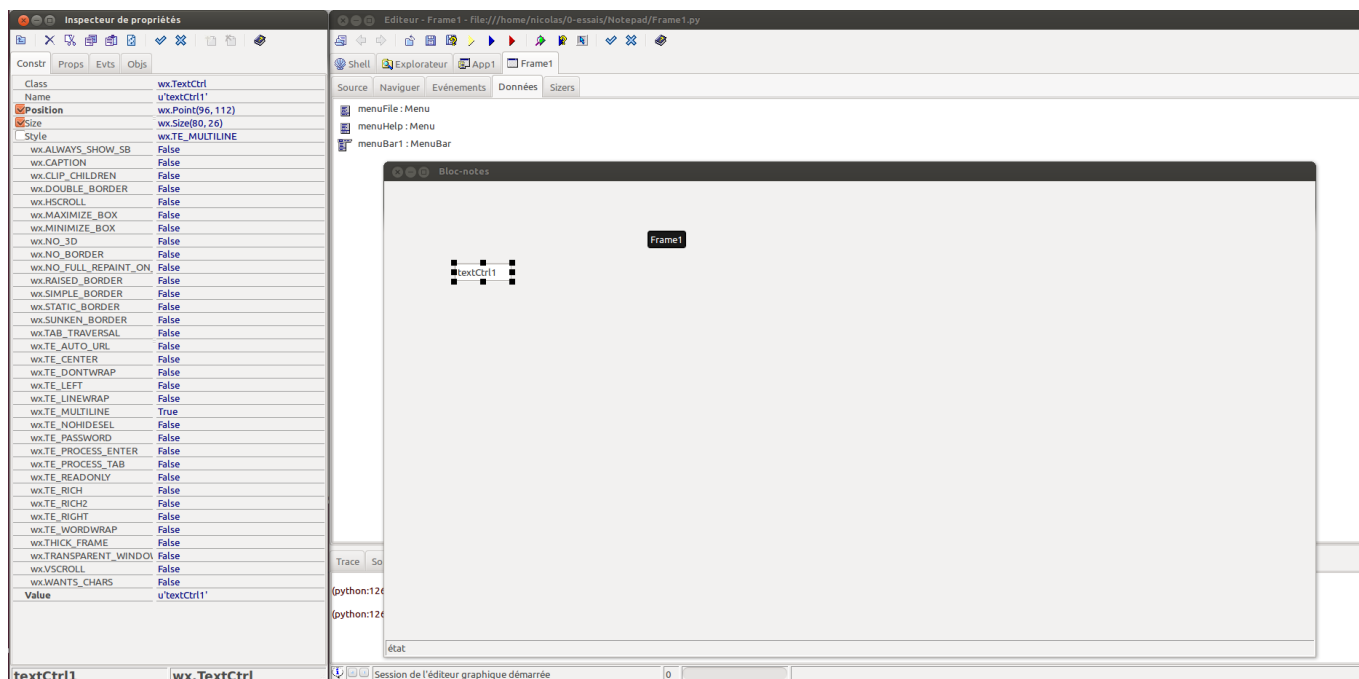 Inspecteur de propriétés
Constr Props Evts Objs
Class wx.TextCtrl
Name u'textCtrl1'
Position wx.Point(96, 112)
Size wx.Size(80, 26)
Style wx.TE_MULTILINE
wx.ALWAYS_SHOW_SB False
wx.CAPTION False
wx.CLIP_CHILDREN False
wx.DOUBLE_BORDER False
wx.HSCROLL False
wx.MAXIMIZE_BOX False
wx.MINIMIZE_BOX False
wx.NO_3D False
wx.NO_BORDER False
wx.NO_FULL_REPAINT_ON_ False
wx.RAISED_BORDER False
wx.SIMPLE_BORDER False
wx.STATIC_BORDER False
wx.SUNKEN_BORDER False
wx.TAB_TRAVERSAL False
wx.TE_AUTO_URL False
wx.TE_CENTER False
wx.TE_DONTWRAP False
wx.TE_LEFT False
wx.TE_LINEWRAP False
wx.TE_MULTILINE True
wx.TE_NOHIDESEL False
wx.TE_PASSWORD False
wx.TE_PROCESS_ENTER False
wx.TE_PROCESS_TAB False
wx.TE_READONLY False
wx.TE_RICH False
wx.TE_RICH2 False
wx.TE_RIGHT False
wx.TE_WORDWRAP False
wx.THICK_FRAME False
wx.TRANSPARENT_WINDOW False
wx.VSCROLL False
wx.WANTS_CHARS False
Value u'textCtrl1'
textCtrl1 wx.TextCtrl
Editeur - Frame1 - file:///home/nicolas/0-essais/Notepad/Frame1.py
Shell Explorateur App1 Frame1
Source Naviguer Evénements Données Sizers
menuFile : Menu
menuHelp : Menu
menuBar1 : MenuBar
Bloc-notes
Frame1
textCtrl1
état
Trace So
(python:126
(python:126
Session de l'éditeur graphique démarrée 0